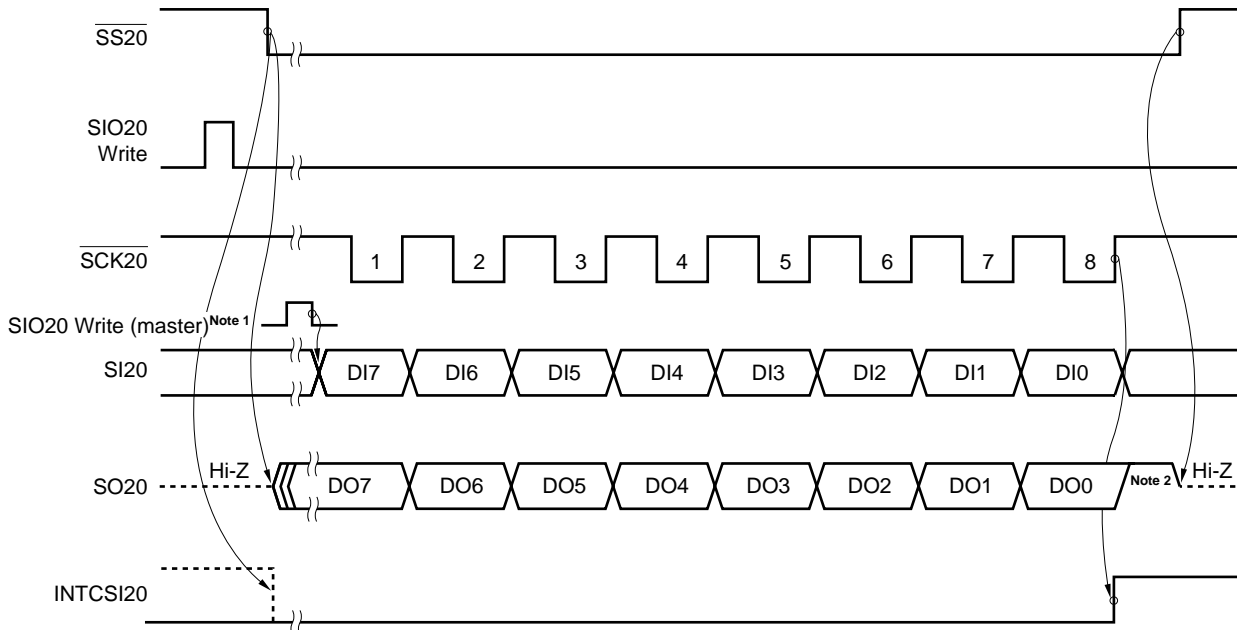 SS20
SIO20
Write
SCK20
1 2 3 4 5 6 7 8
SIO20 Write (master)Note 1
SI20
DI7 DI6 DI5 DI4 DI3 DI2 DI1 DI0
SO20
Hi-Z DO7 DO6 DO5 DO4 DO3 DO2 DO1 DO0 Note 2 Hi-Z
INTCSI20